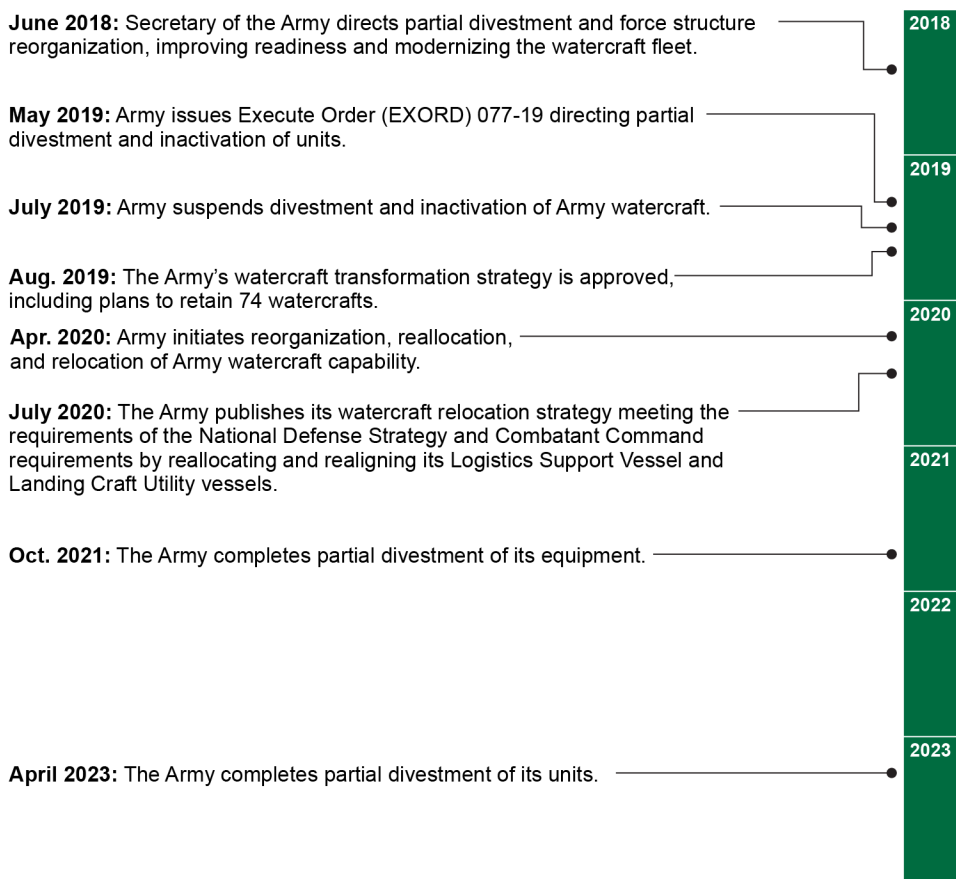 June 2018: Secretary of the Army directs partial divestment and force structure
reorganization, improving readiness and modernizing the watercraft fleet.
2018
May 2019: Army issues Execute Order (EXORD) 077-19 directing partial
divestment and inactivation of units.
2019
July 2019: Army suspends divestment and inactivation of Army watercraft.
Aug. 2019: The Army's watercraft transformation strategy is approved,
including plans to retain 74 watercrafts.
2020
Apr. 2020: Army initiates reorganization, reallocation,
and relocation of Army watercraft capability.
July 2020: The Army publishes its watercraft relocation strategy meeting the
requirements of the National Defense Strategy and Combatant Command
requirements by reallocating and realigning its Logistics Support Vessel and
Landing Craft Utility vessels.
2021
Oct. 2021: The Army completes partial divestment of its equipment.
2022
2023
April 2023: The Army completes partial divestment of its units.